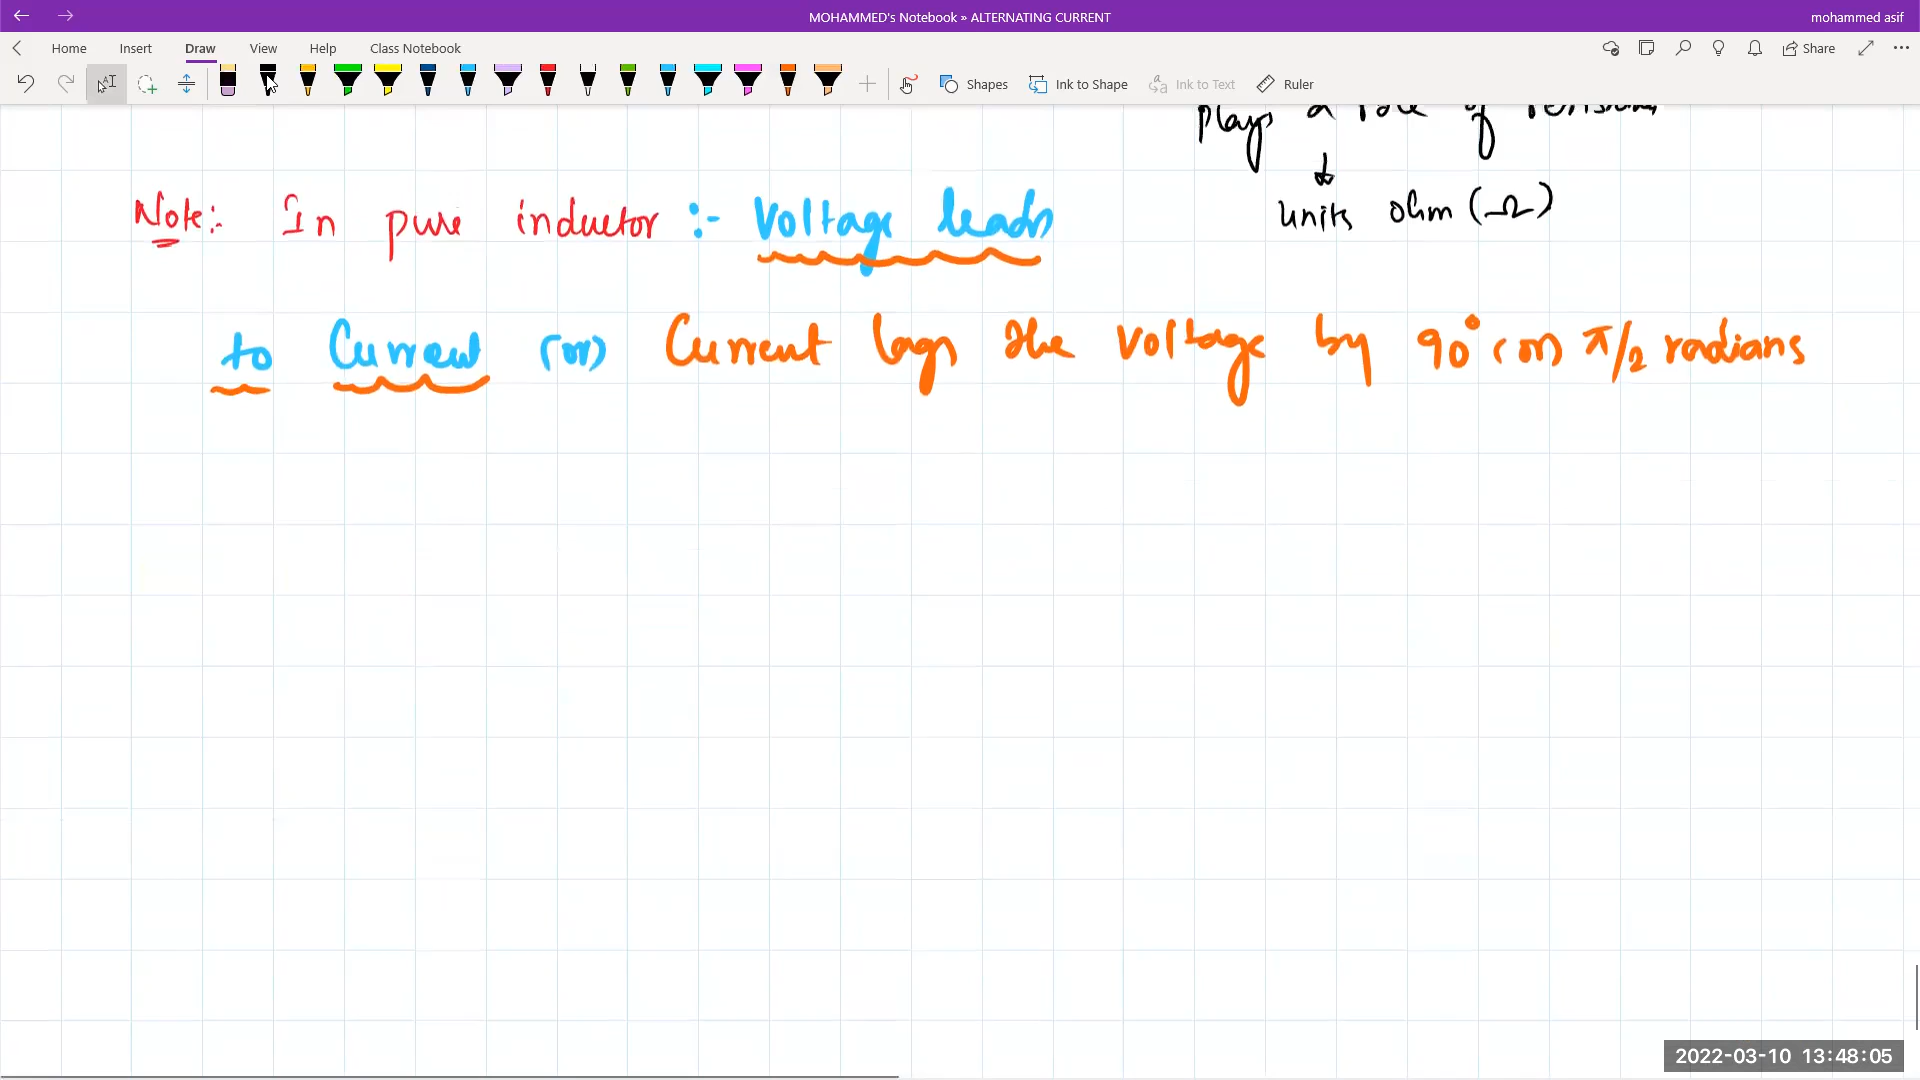 MOHAMMED's Notebook » ALTERNATING CURRENT
mohammed asif
Home Insert Draw View Help Class Notebook
Share
Shapes Ink to Shape Ink to Text Ruler
plays a role of
units ohm (Ω)
Note:- In pure inductor :- Voltage leads
to Current (or) Current lags the voltage by 90° (or) π/2 radians
2022-03-10 13:48:05